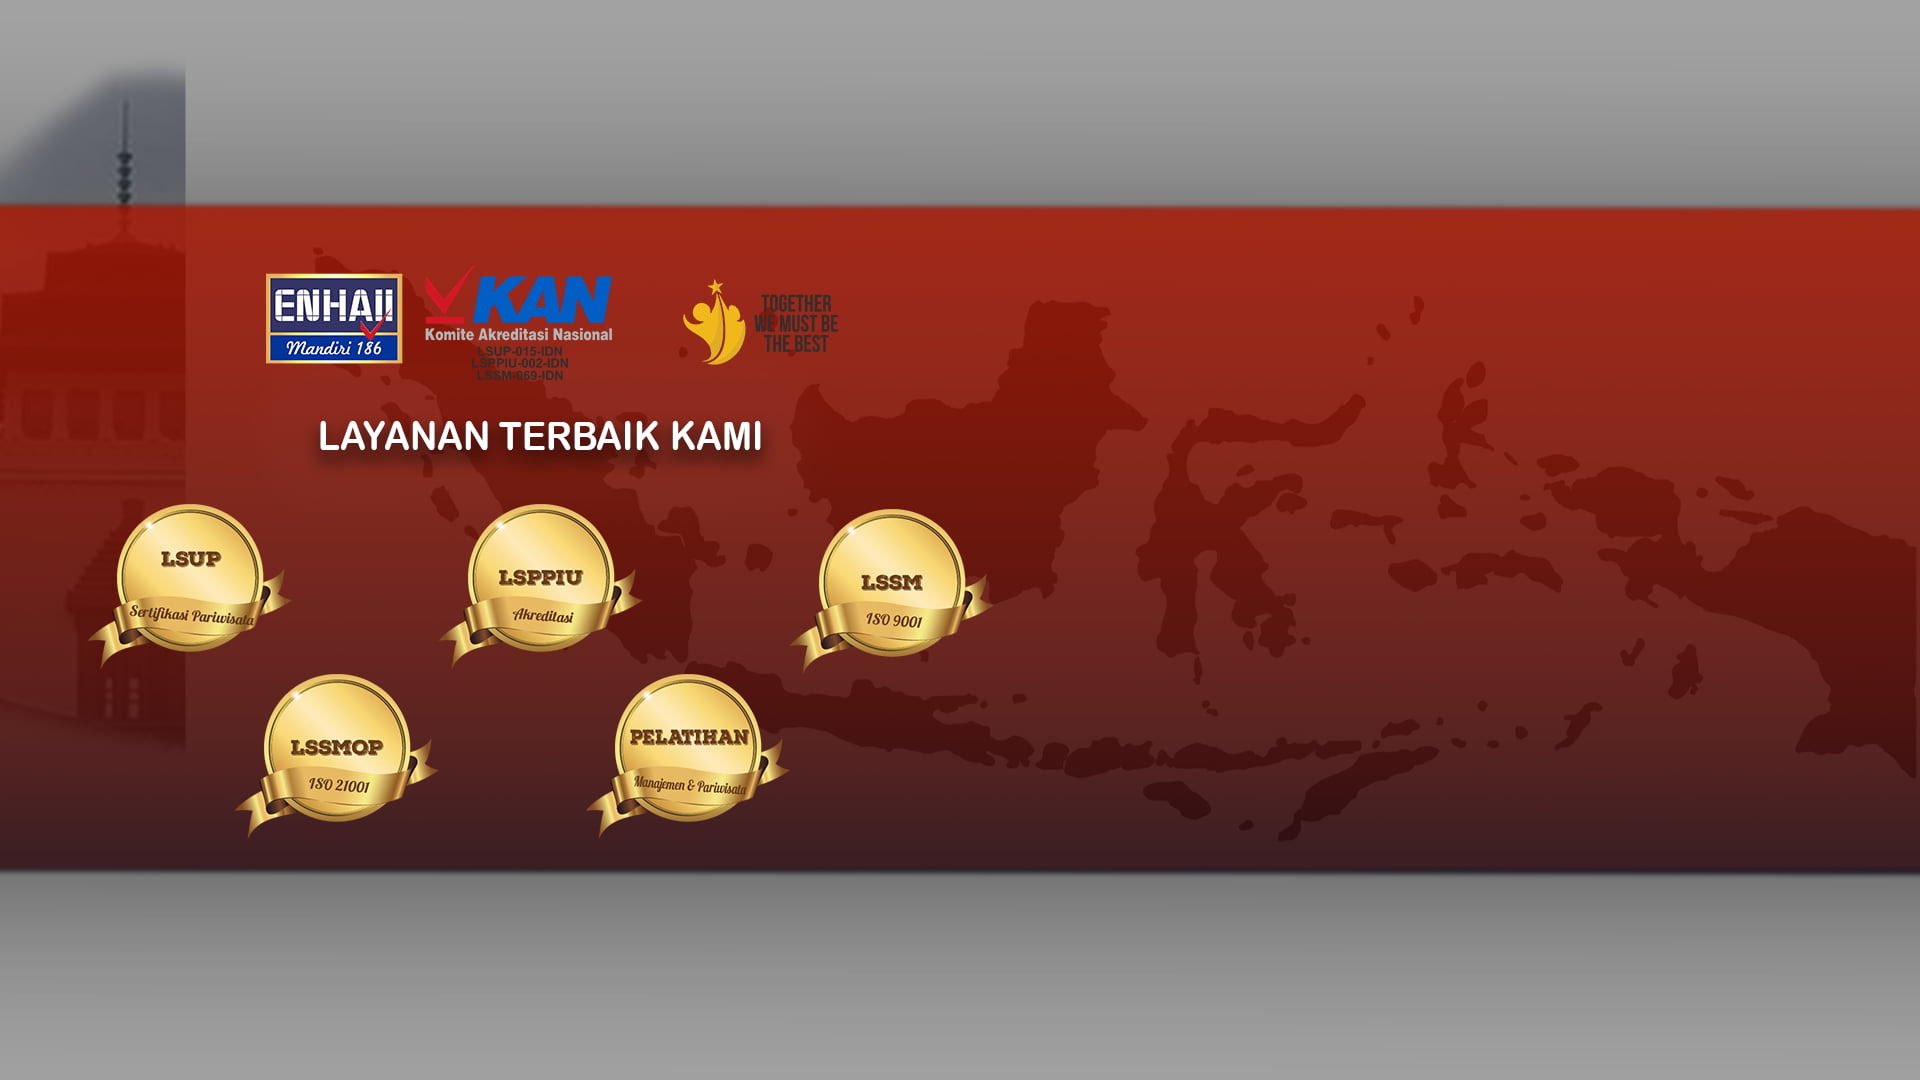 ENHAII
Mandiri 186
KAN
Komite Akreditasi Nasional
LSUP-015-IDN
LSPPIU-002-IDN
LSSM-069-IDN
TOGETHER
WE MUST BE
THE BEST
LAYANAN TERBAIK KAMI
LSUP
Sertifikasi Pariwisata
LSPPIU
Akreditasi
LSSM
ISO 9001
LSSMOP
ISO 21001
PELATIHAN
Manajemen & Pariwisata